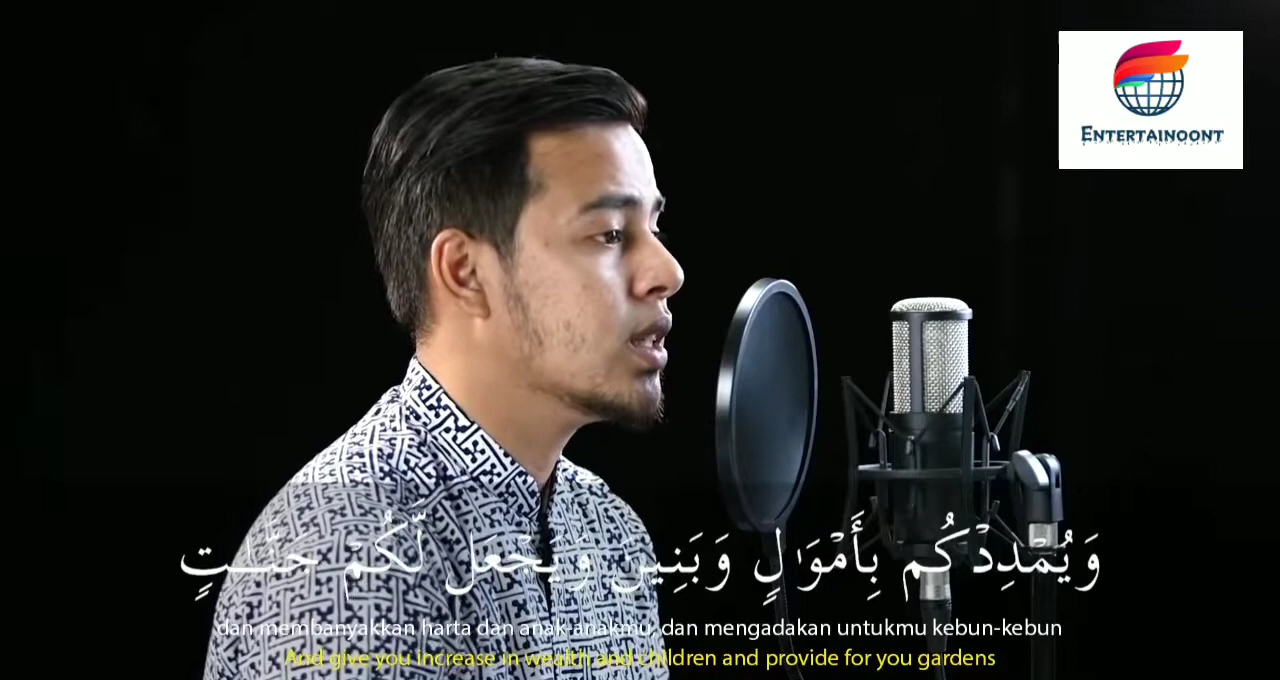 ENTERTAINOONT
وَيُمْدِدْكُم بِأَمْوَٰلٍ وَبَنِينَ وَيَجْعَل لَّكُمْ جَنَّـٰتٍ
dan membanyakkan harta dan anak-anakmu, dan mengadakan untukmu kebun-kebun
And give you increase in wealth and children and provide for you gardens